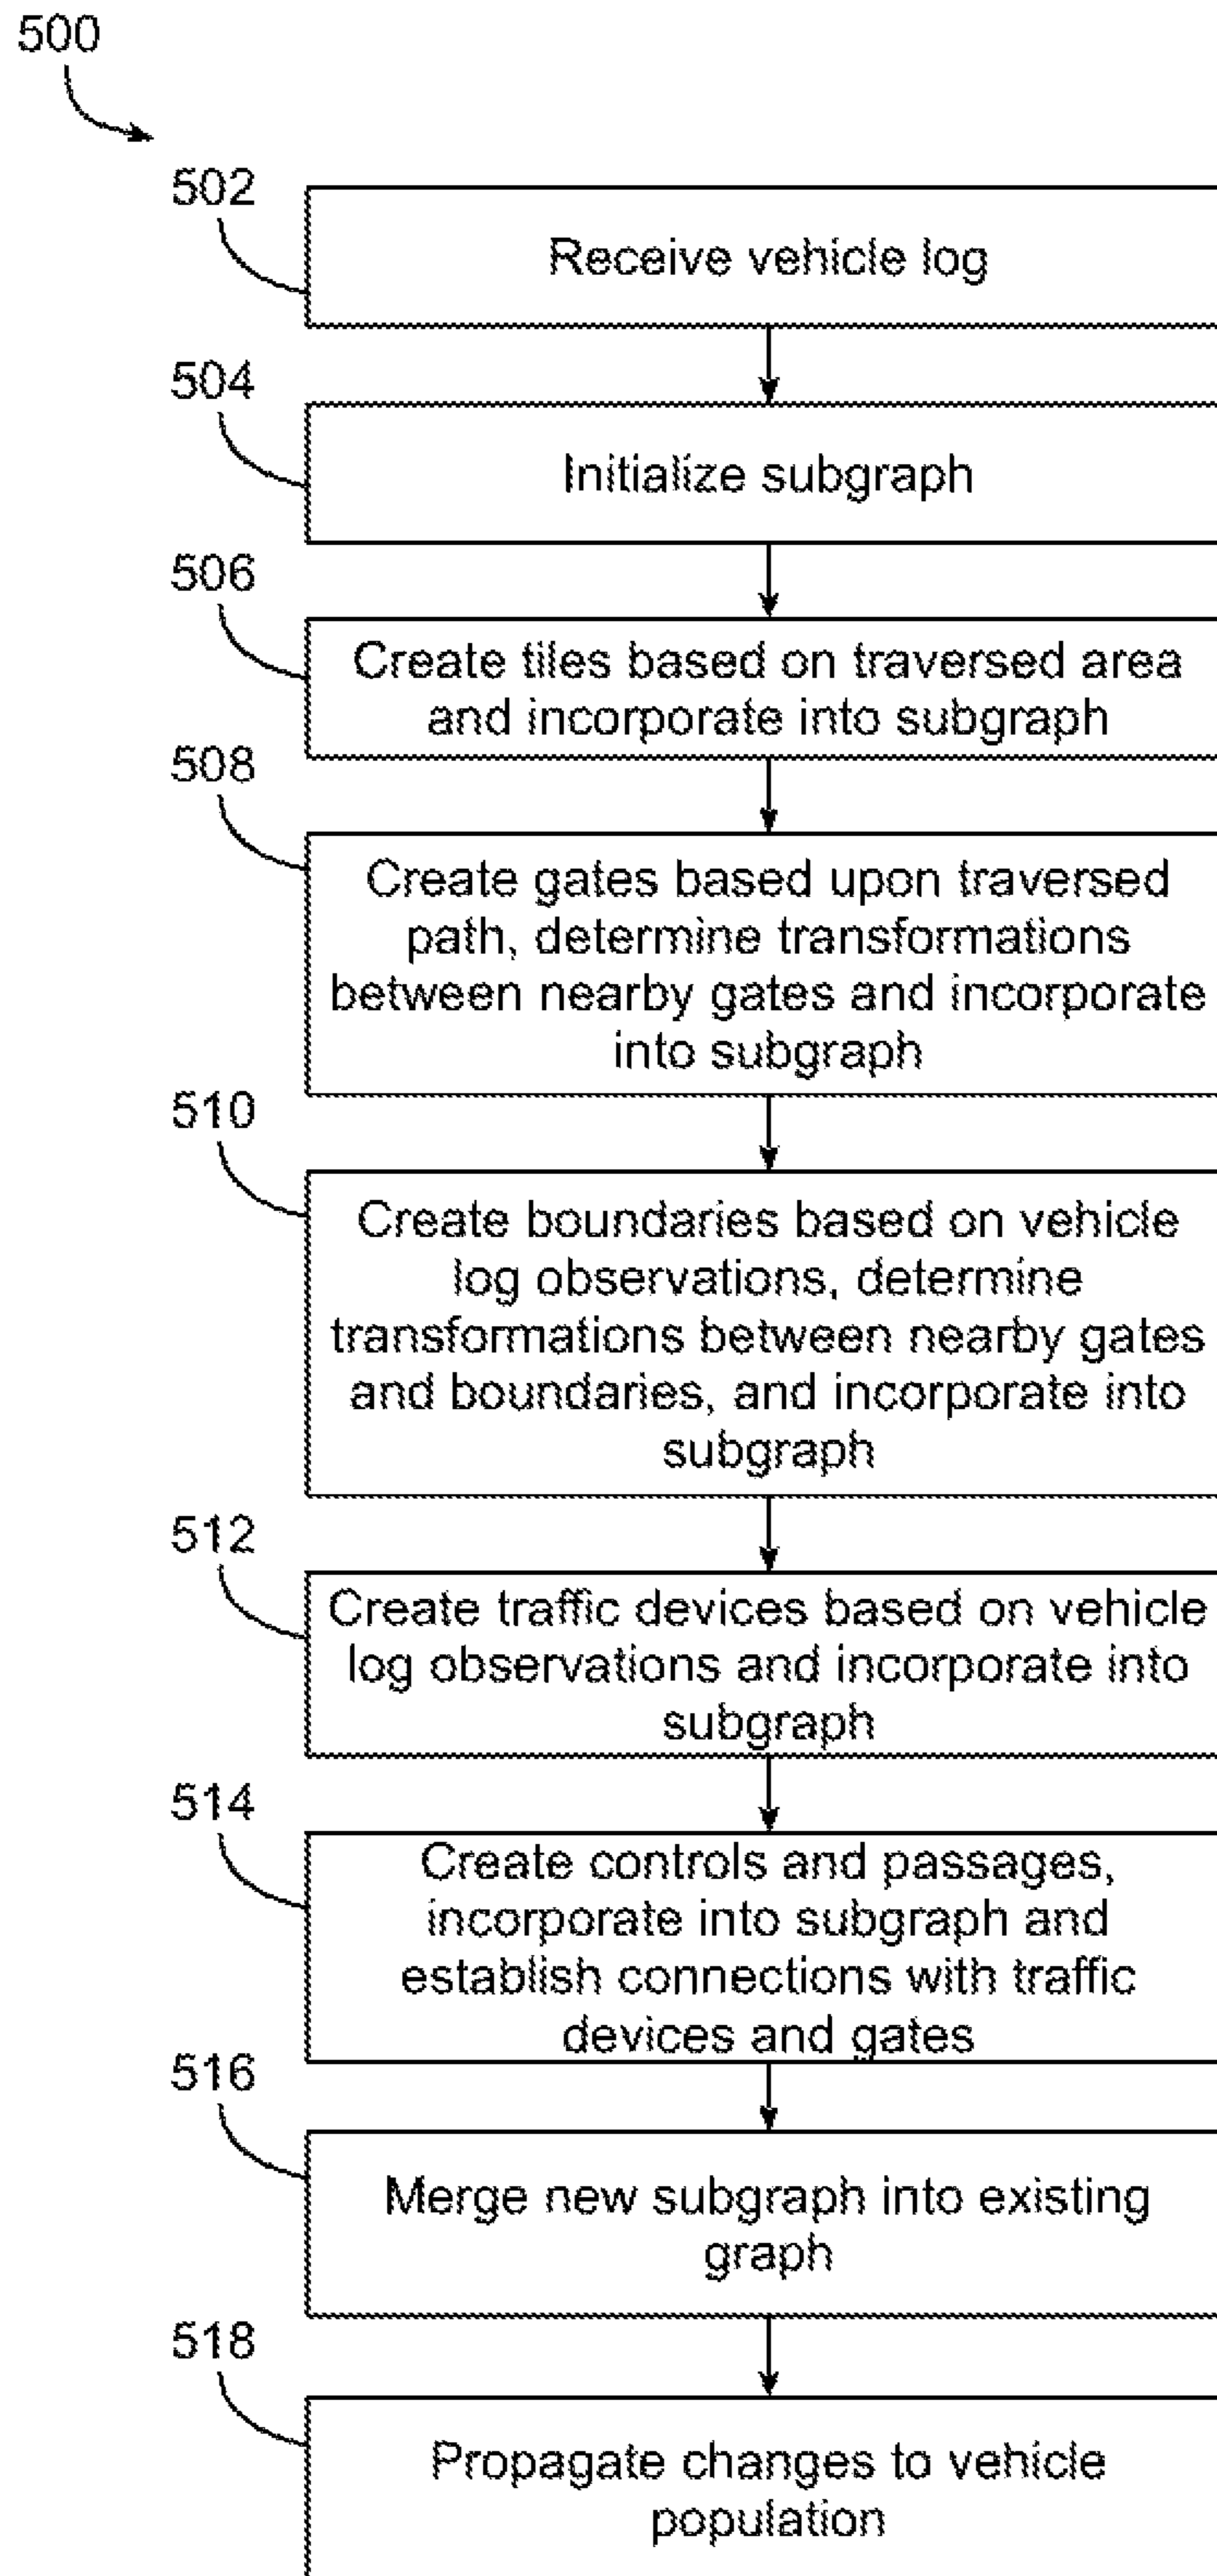 500
502
Receive vehicle log
504
Initialize subgraph
506
Create tiles based on traversed area
and incorporate into subgraph
508
Create gates based upon traversed
path, determine transformations
between nearby gates and incorporate
into subgraph
510
Create boundaries based on vehicle
log observations, determine
transformations between nearby gates
and boundaries, and incorporate into
subgraph
512
Create traffic devices based on vehicle
log observations and incorporate into
subgraph
514
Create controls and passages,
incorporate into subgraph and
establish connections with traffic
devices and gates
516
Merge new subgraph into existing
graph
518
Propagate changes to vehicle
population